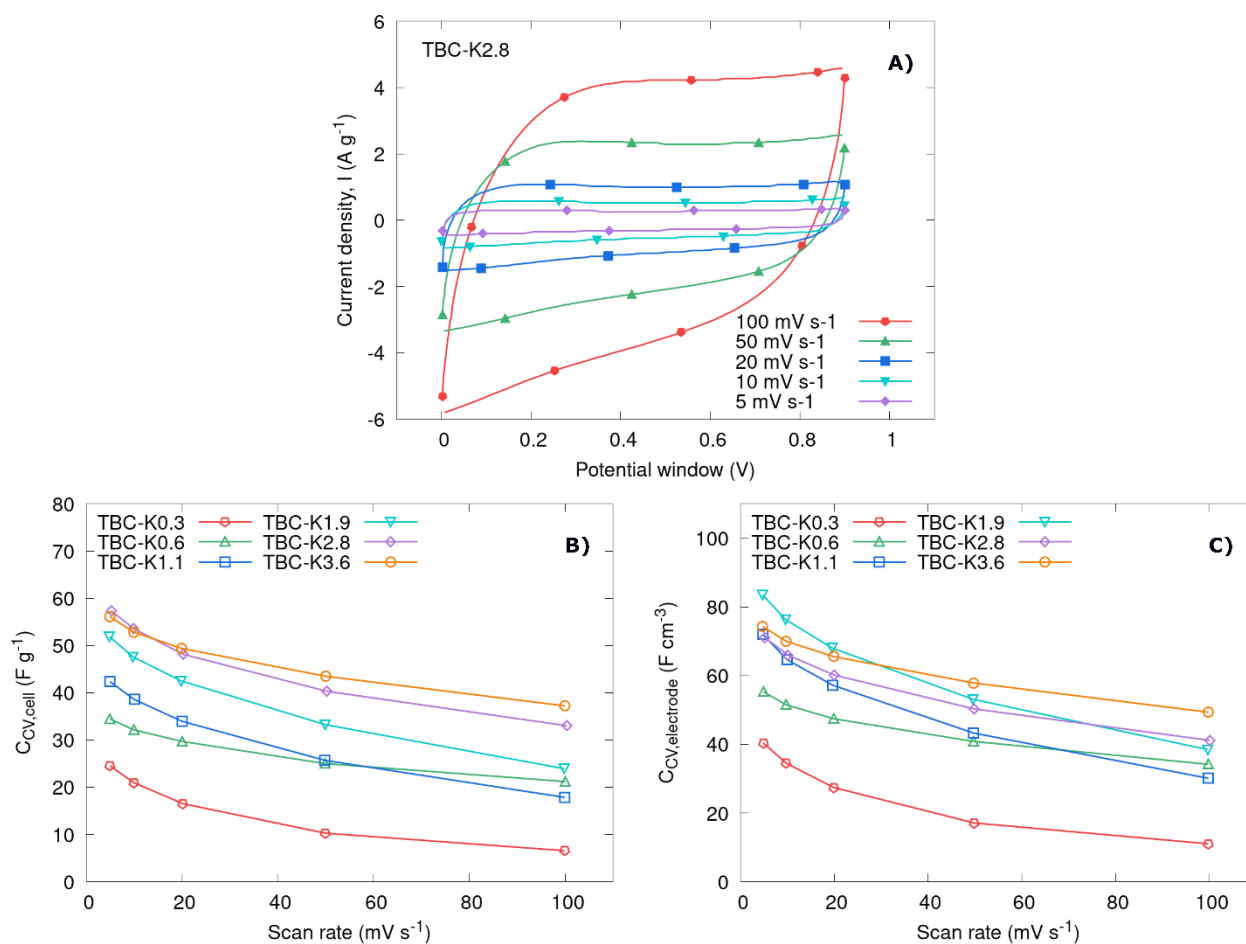 6
4
2
0
-2
-4
-6
Current density, I (A g-1)
TBC-K2.8
A)
100 mV s-1
50 mV s-1
20 mV s-1
10 mV s-1
5 mV s-1
0 0.2 0.4 0.6 0.8 1
Potential window (V)
80
70
60
50
40
30
20
10
0
CCV,cell (F g-1)
TBC-K0.3 TBC-K1.9
TBC-K0.6 TBC-K2.8
TBC-K1.1 TBC-K3.6
B)
0 20 40 60 80 100
Scan rate (mV s-1)
100
80
60
40
20
0
CCV,electrode (F cm-3)
TBC-K0.3 TBC-K1.9
TBC-K0.6 TBC-K2.8
TBC-K1.1 TBC-K3.6
C)
0 20 40 60 80 100
Scan rate (mV s-1)